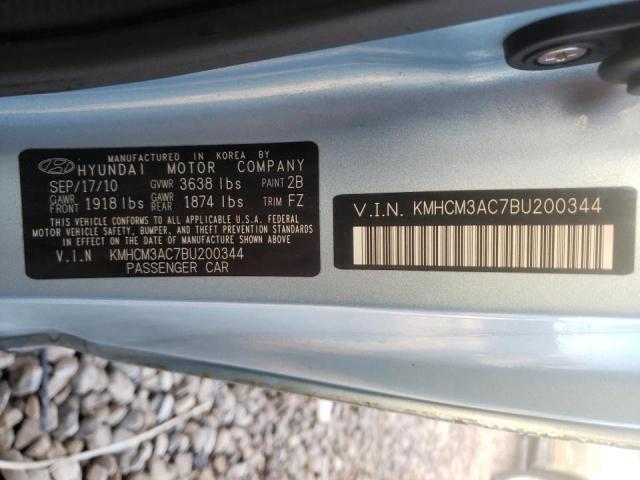 MANUFACTURED IN KOREA BY
HYUNDAI MOTOR COMPANY
SEP/17/10 GVWR 3638 lbs PAINT 2B
GAWR FRONT 1918 lbs GAWR REAR 1874 lbs TRIM FZ
THIS VEHICLE CONFORMS TO ALL APPLICABLE U.S.A. FEDERAL
MOTOR VEHICLE SAFETY, BUMPER, AND THEFT PREVENTION STANDARDS
IN EFFECT ON THE DATE OF MANUFACTURE SHOWN ABOVE.
V.I.N KMHCM3AC7BU200344
PASSENGER CAR
V.I.N. KMHCM3AC7BU200344